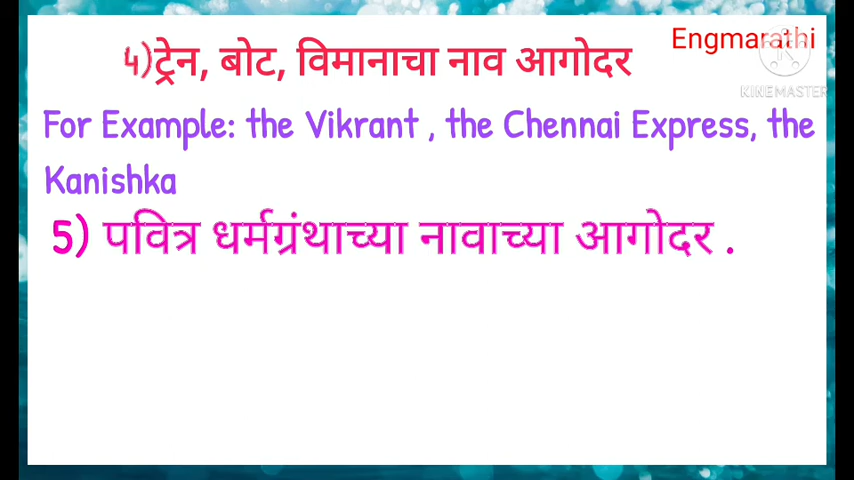 Engmarathi
KINEMASTER
4)ट्रेन, बोट, विमानाचा नाव आगोदर
For Example: the Vikrant , the Chennai Express, the
Kanishka
5) पवित्र धर्मग्रंथाच्या नावाच्या आगोदर .